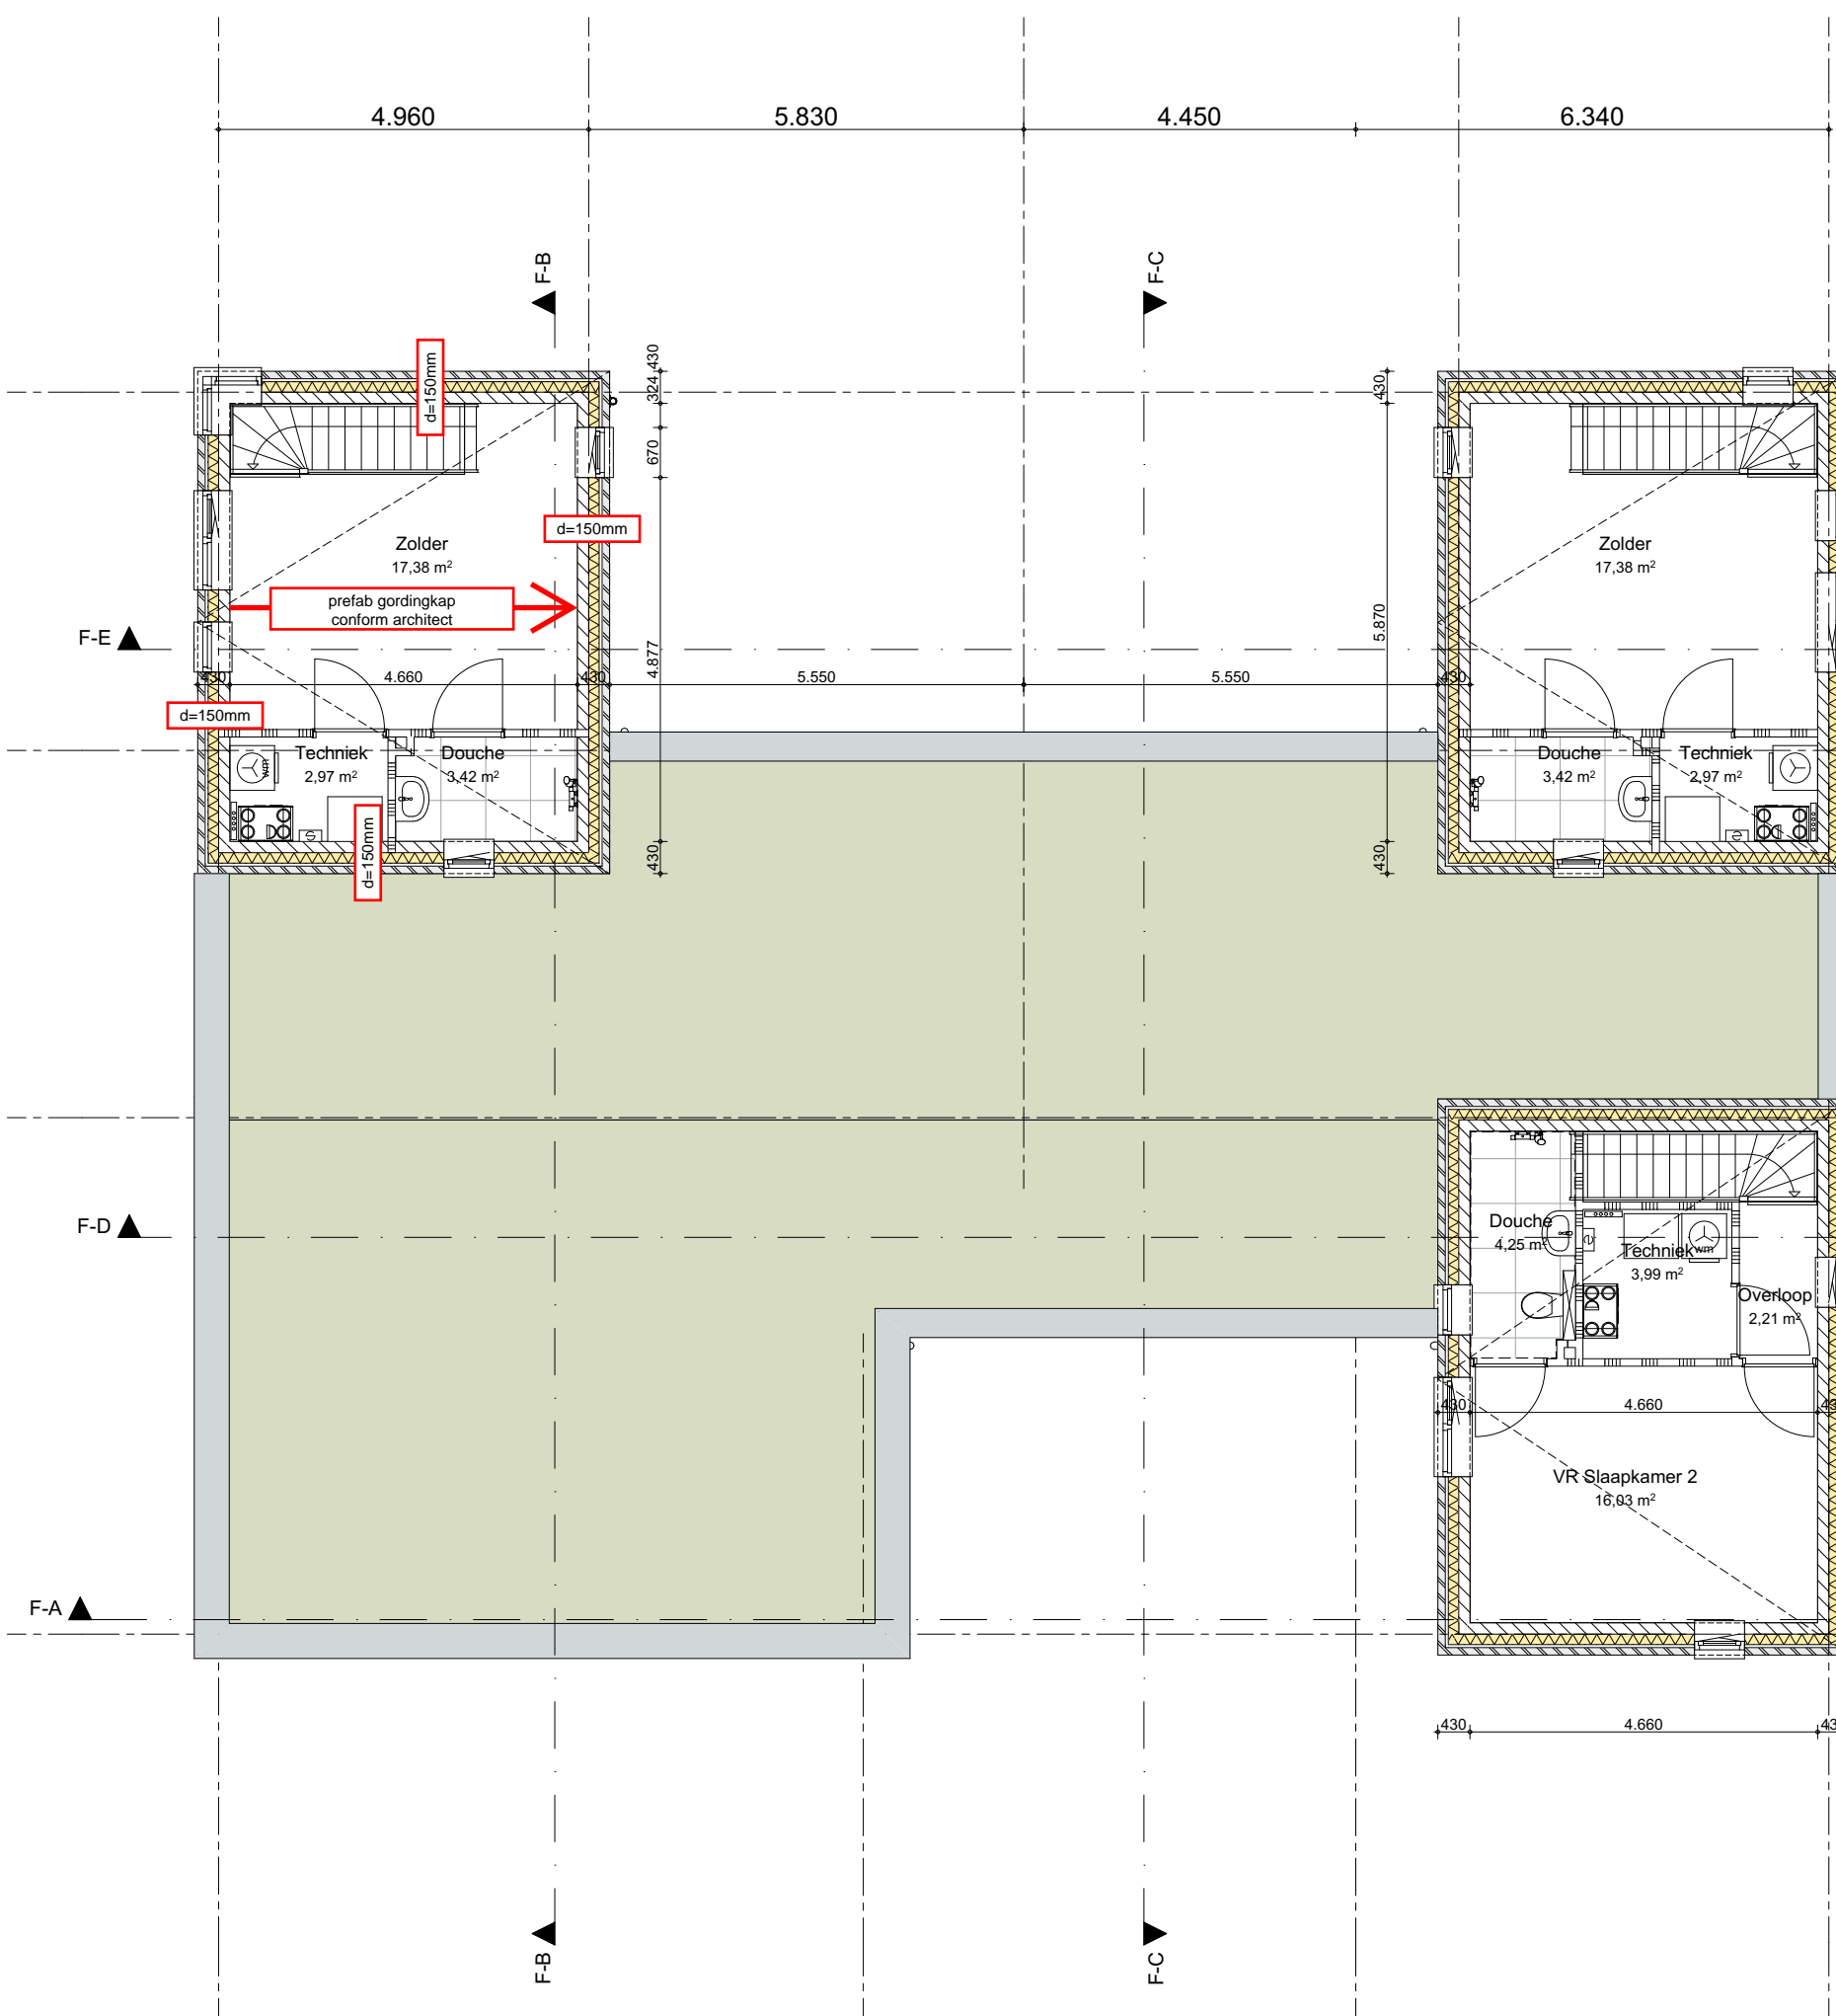 4.960 5.830 4.450 6.340
F-B F-C
430
324
670
4.877
430
430
5.870
430
d=150mm
d=150mm
Zolder
17,38 m²
prefab gordingkap
conform architect
Zolder
17,38 m²
F-E
430 4.660 430 5.550 5.550 430
d=150mm
Techniek
2,97 m²
Douche
3,42 m²
wm
d=150mm
Douche
3,42 m²
Techniek
2,97 m²
F-D
Douche
4,25 m²
Techniek
3,99 m²
wm
Overloop
2,21 m²
430 4.660 43
VR Slaapkamer 2
16,03 m²
F-A
430 4.660 43
F-B F-C